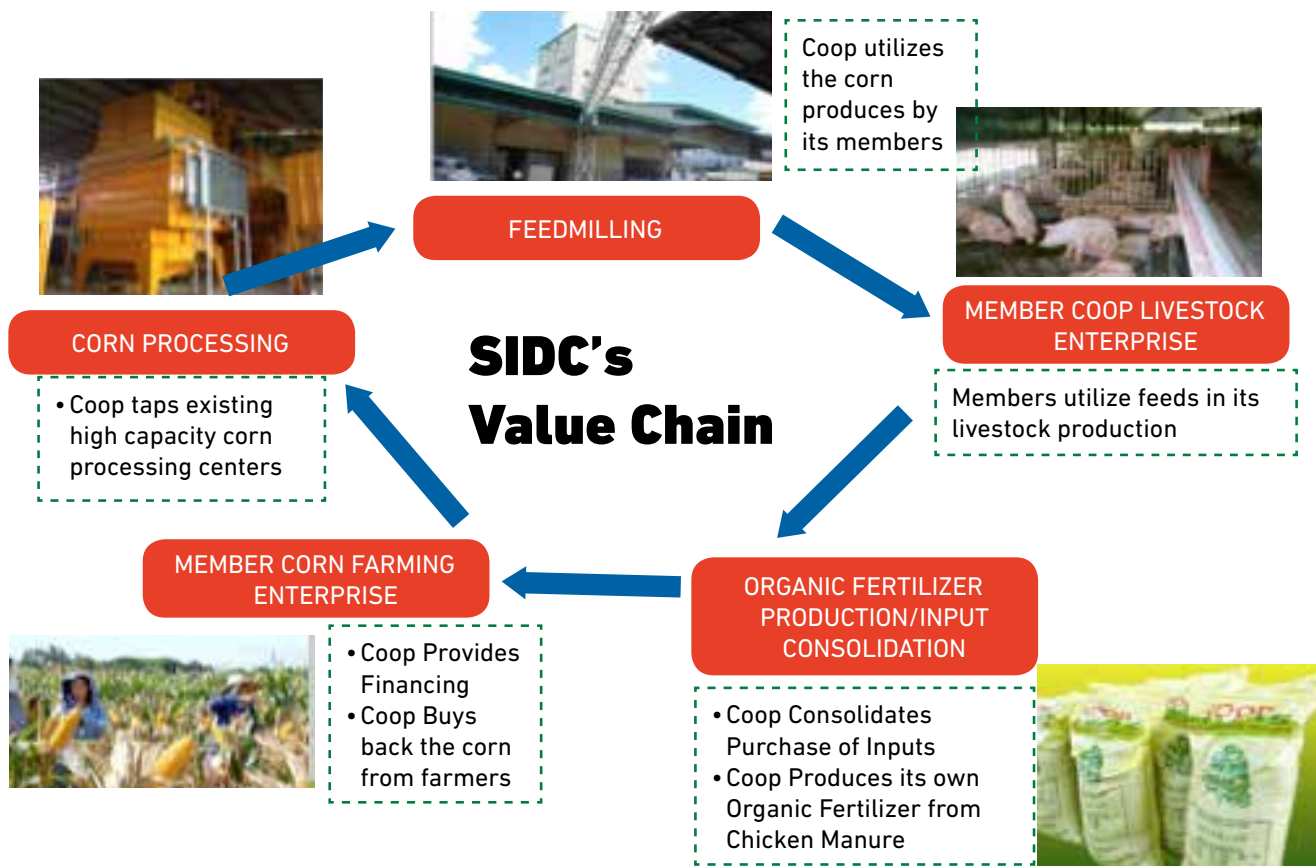 Coop utilizes
the corn
produces by
its members
FEEDMILLING
MEMBER COOP LIVESTOCK
ENTERPRISE
Members utilize feeds in its
livestock production
CORN PROCESSING
• Coop taps existing
high capacity corn
processing centers
SIDC's
Value Chain
MEMBER CORN FARMING
ENTERPRISE
• Coop Provides
Financing
• Coop Buys
back the corn
from farmers
ORGANIC FERTILIZER
PRODUCTION/INPUT
CONSOLIDATION
• Coop Consolidates
Purchase of Inputs
• Coop Produces its own
Organic Fertilizer from
Chicken Manure